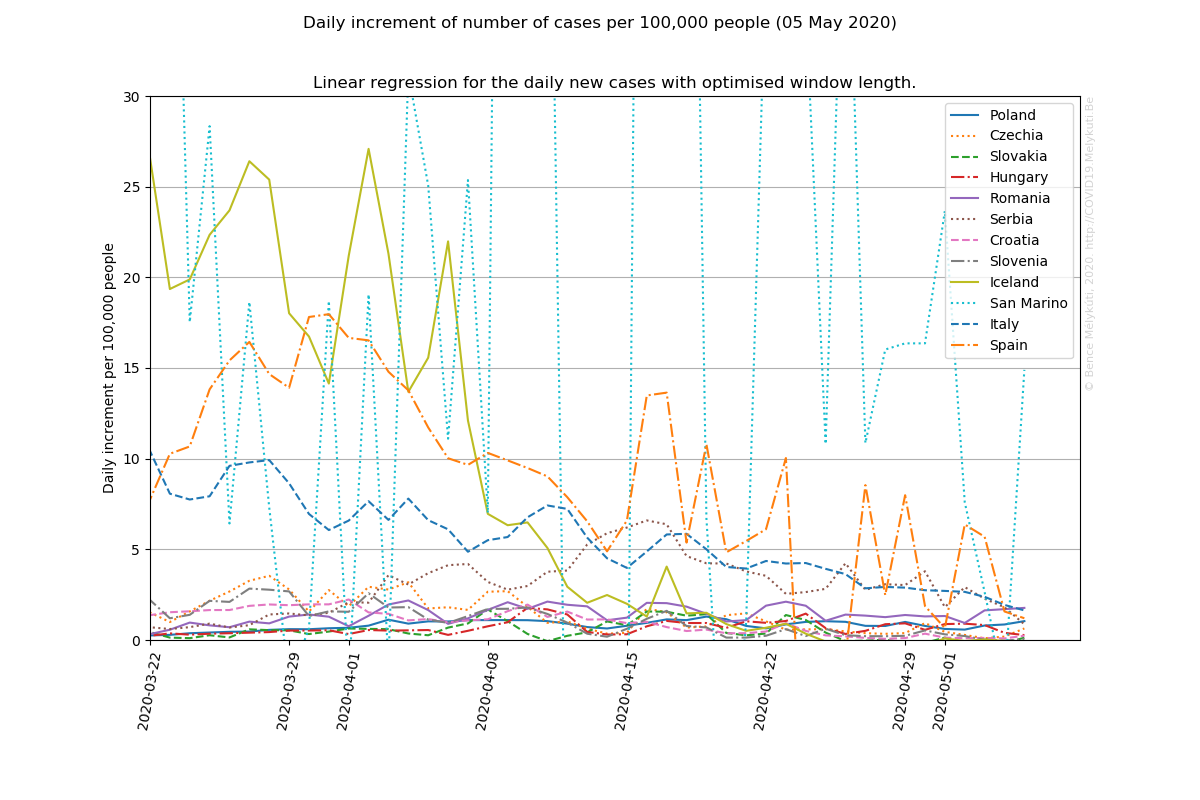 Daily increment of number of cases per 100,000 people (05 May 2020)
Linear regression for the daily new cases with optimised window length.
Daily increment per 100,000 people
30
25
20
15
10
5
0
2020-03-22
2020-03-29
2020-04-01
2020-04-08
2020-04-15
2020-04-22
2020-04-29
2020-05-01
Poland
Czechia
Slovakia
Hungary
Romania
Serbia
Croatia
Slovenia
Iceland
San Marino
Italy
Spain
© Bence Mélykúti, 2020. http://COVID19.Melykuti.Be